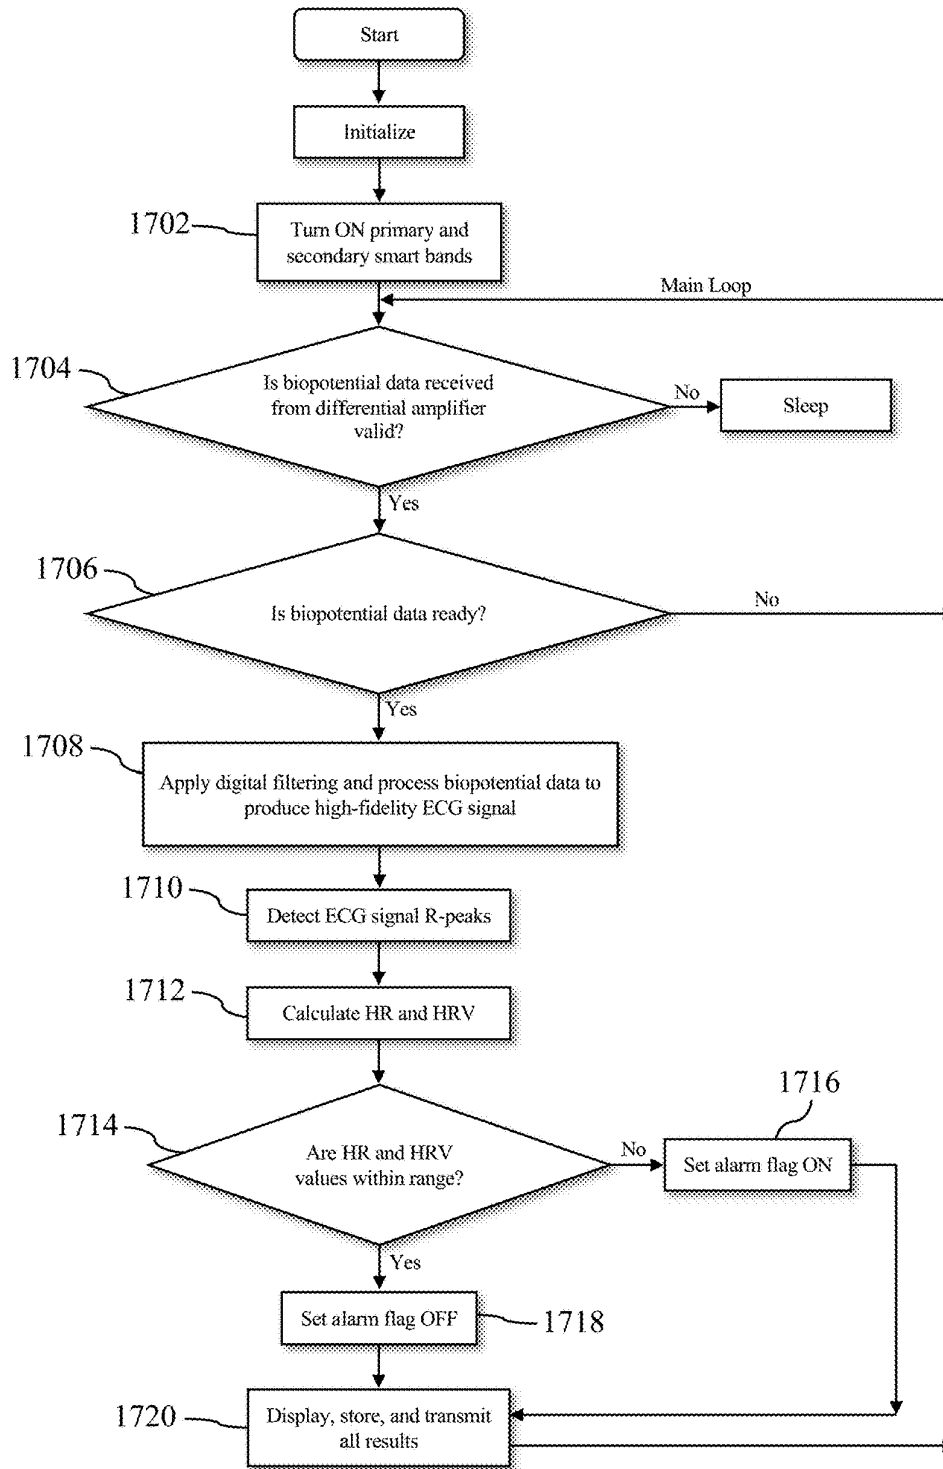 Start
Initialize
1702
Turn ON primary and
secondary smart bands
Main Loop
1704
Is biopotential data received
from differential amplifier
valid?
No
Sleep
Yes
1706
Is biopotential data ready?
No
Yes
1708
Apply digital filtering and process biopotential data to
produce high-fidelity ECG signal
1710
Detect ECG signal R-peaks
1712
Calculate HR and HRV
1714
Are HR and HRV
values within range?
No
1716
Set alarm flag ON
Yes
Set alarm flag OFF
1718
1720
Display, store, and transmit
all results